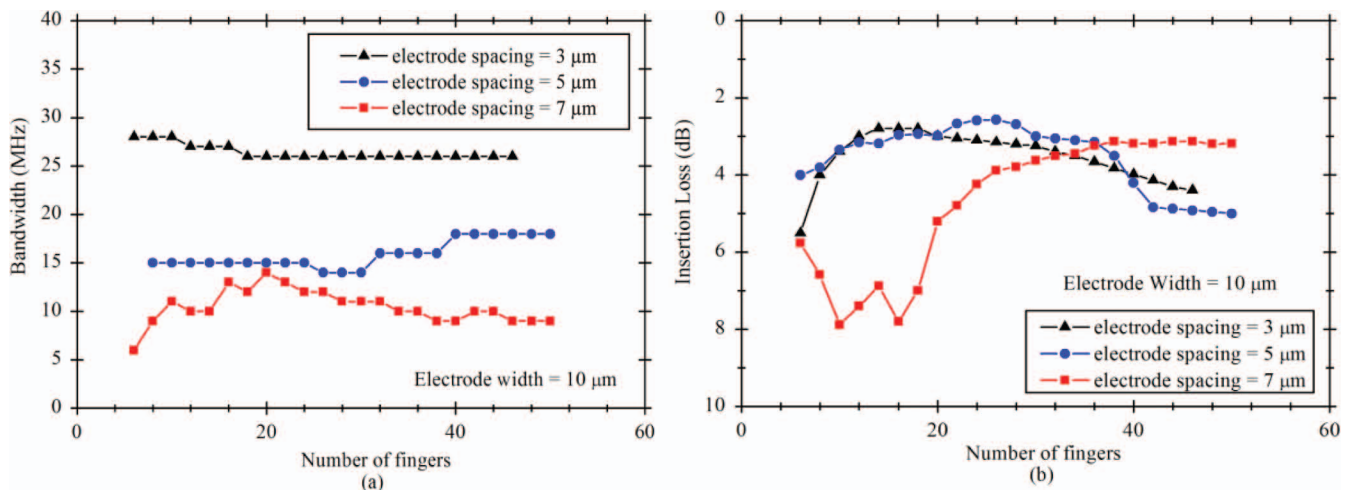 40
35
30
25
20
15
10
5
0
Bandwidth (MHz)
electrode spacing = 3 μm
electrode spacing = 5 μm
electrode spacing = 7 μm
Electrode width = 10 μm
0
20
40
60
Number of fingers
(a)
0
2
4
6
8
10
Insertion Loss (dB)
Electrode Width = 10 μm
electrode spacing = 3 μm
electrode spacing = 5 μm
electrode spacing = 7 μm
0
20
40
60
Number of fingers
(b)